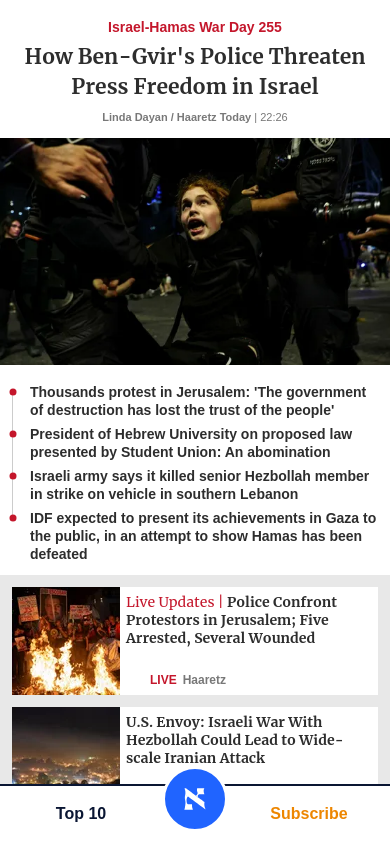 Israel-Hamas War Day 255
How Ben-Gvir's Police Threaten
Press Freedom in Israel
Linda Dayan / Haaretz Today | 22:26
Thousands protest in Jerusalem: 'The government
of destruction has lost the trust of the people'
President of Hebrew University on proposed law
presented by Student Union: An abomination
Israeli army says it killed senior Hezbollah member
in strike on vehicle in southern Lebanon
IDF expected to present its achievements in Gaza to
the public, in an attempt to show Hamas has been
defeated
Live Updates | Police Confront
Protestors in Jerusalem; Five
Arrested, Several Wounded
LIVE Haaretz
U.S. Envoy: Israeli War With
Hezbollah Could Lead to Wide-
scale Iranian Attack
Top 10
Subscribe